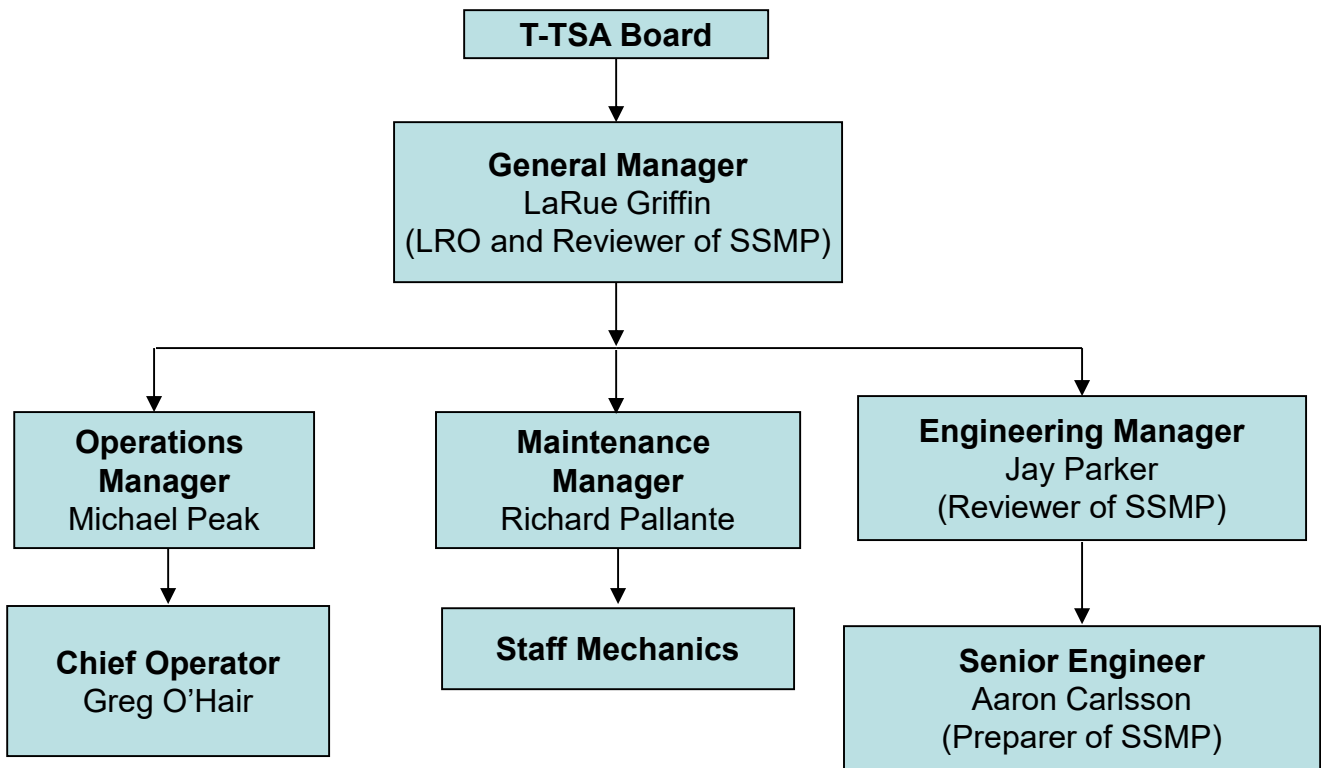 T-TSA Board
General Manager
LaRue Griffin
(LRO and Reviewer of SSMP)
Operations
Manager
Michael Peak
Maintenance
Manager
Richard Pallante
Engineering Manager
Jay Parker
(Reviewer of SSMP)
Chief Operator
Greg O’Hair
Staff Mechanics
Senior Engineer
Aaron Carlsson
(Preparer of SSMP)